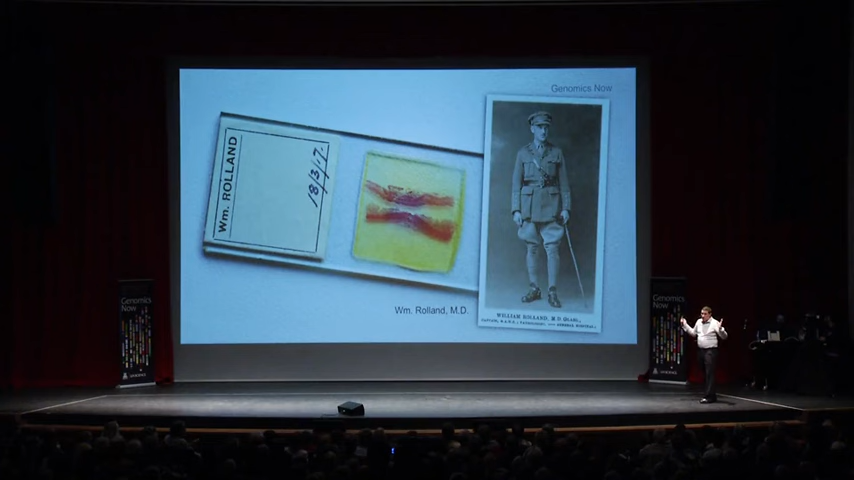 Genomics Now
Wm. ROLLAND
18/3/17.
Wm. Rolland, M.D.
WILLIAM ROLLAND, M.D.
Genomics
Now
Genomics
Now